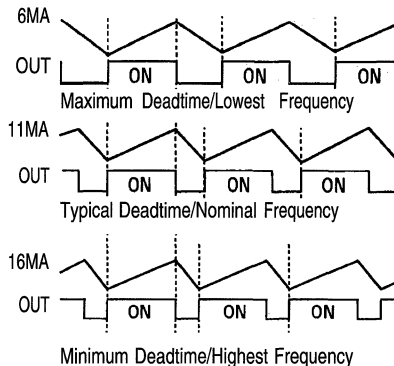 6MA
OUT ON ON ON
Maximum Deadtime/Lowest Frequency
11MA
OUT ON ON ON
Typical Deadtime/Nominal Frequency
16MA
OUT ON ON ON
Minimum Deadtime/Highest Frequency